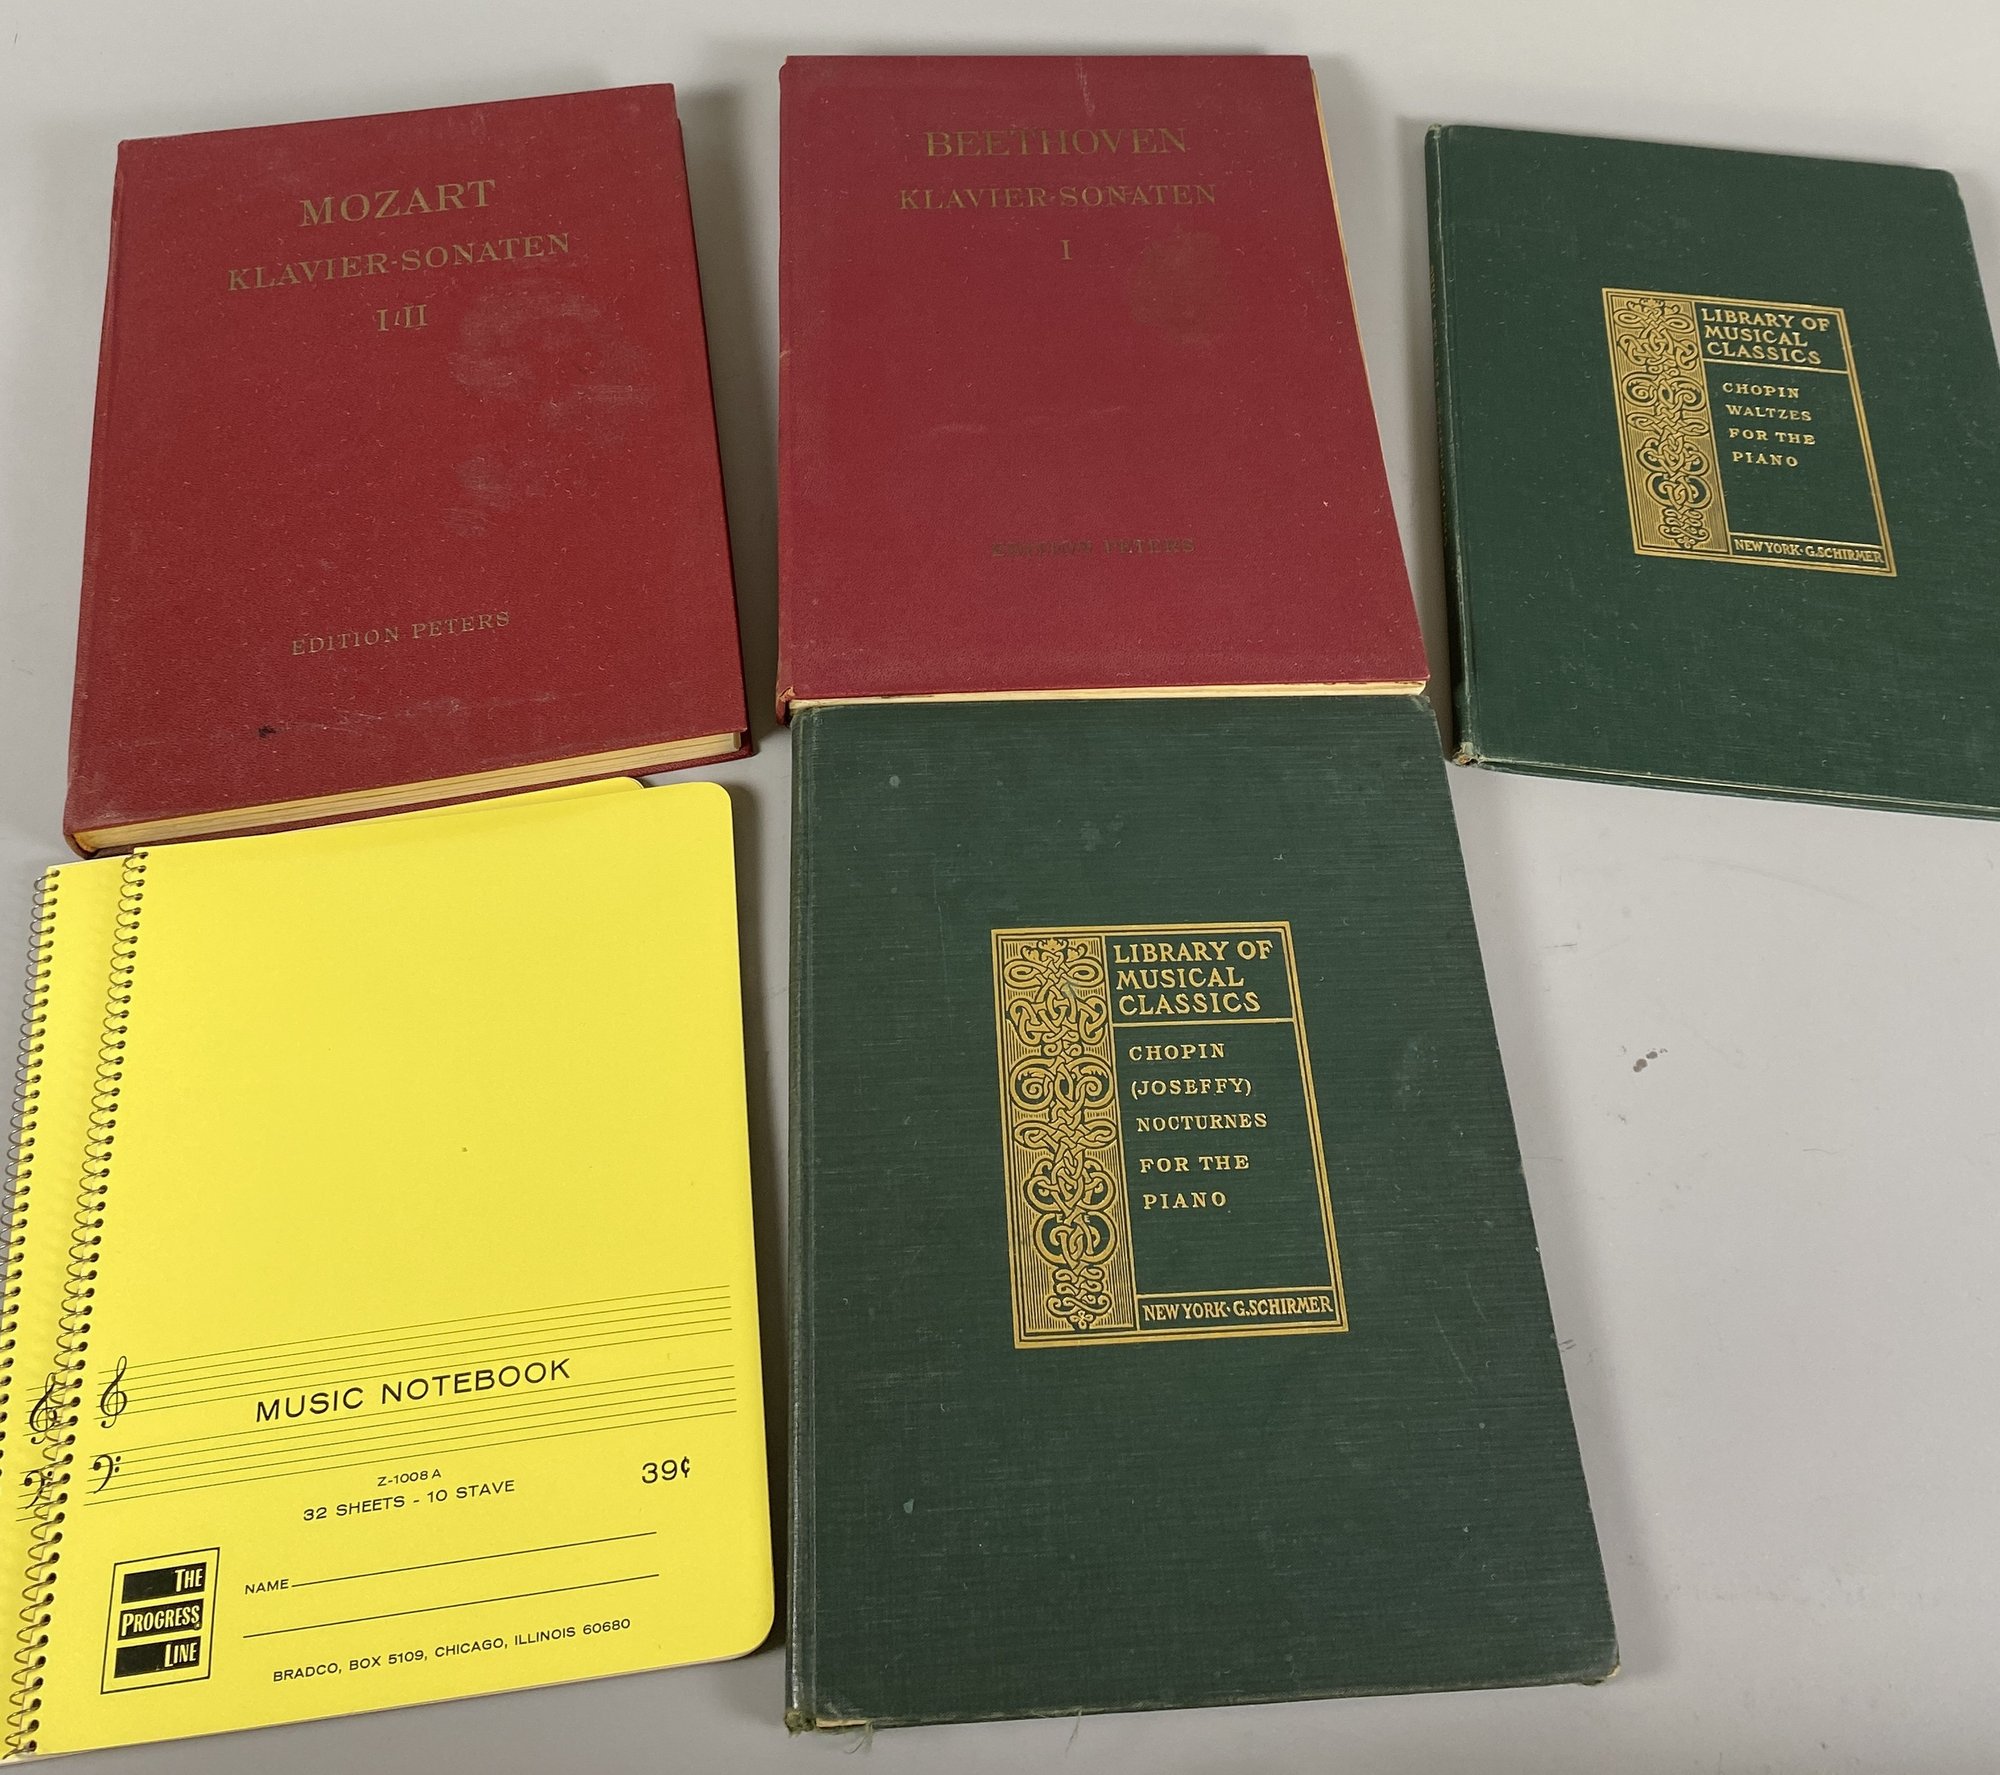 MOZART
KLAVIER-SONATEN
I/II
EDITION PETERS
BEETHOVEN
KLAVIER-SONATEN
I
EDITION PETERS
LIBRARY OF
MUSICAL
CLASSICS
CHOPIN
WALTZES
FOR THE
PIANO
NEW YORK·G.SCHIRMER
MUSIC NOTEBOOK
Z-1008 A
39¢
32 SHEETS - 10 STAVE
THE
PROGRESS
LINE
NAME
BRADCO, BOX 5109, CHICAGO, ILLINOIS 60680
LIBRARY OF
MUSICAL
CLASSICS
CHOPIN
(JOSEFFY)
NOCTURNES
FOR THE
PIANO
NEW YORK·G.SCHIRMER